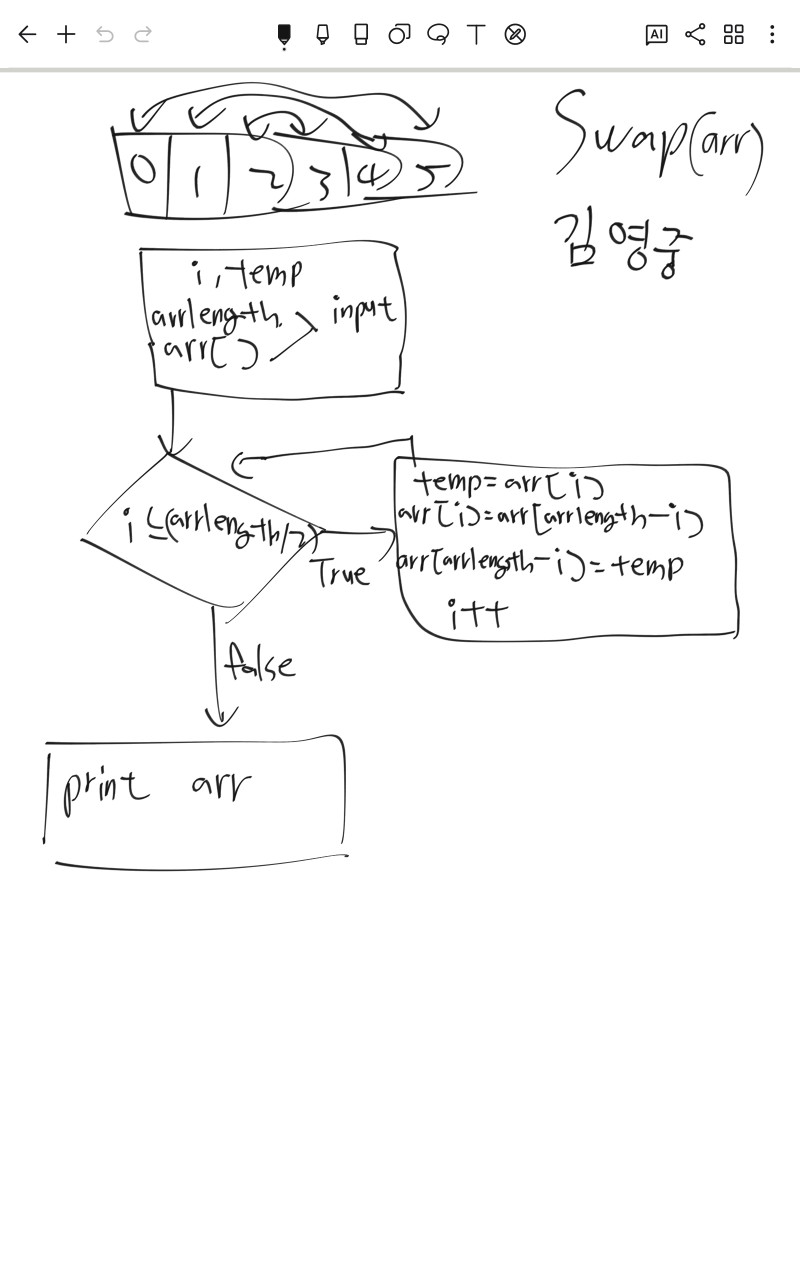 AI
Swap(arr)
0 1 2 3 4 5
김영중
i, temp
arrlength
arr[]
input
i ≤(arrlength/2)
True
temp= arr[i]
arr[i]=arr[arrlength-i]
arr[arrlength-i]=temp
i++
false
print arr